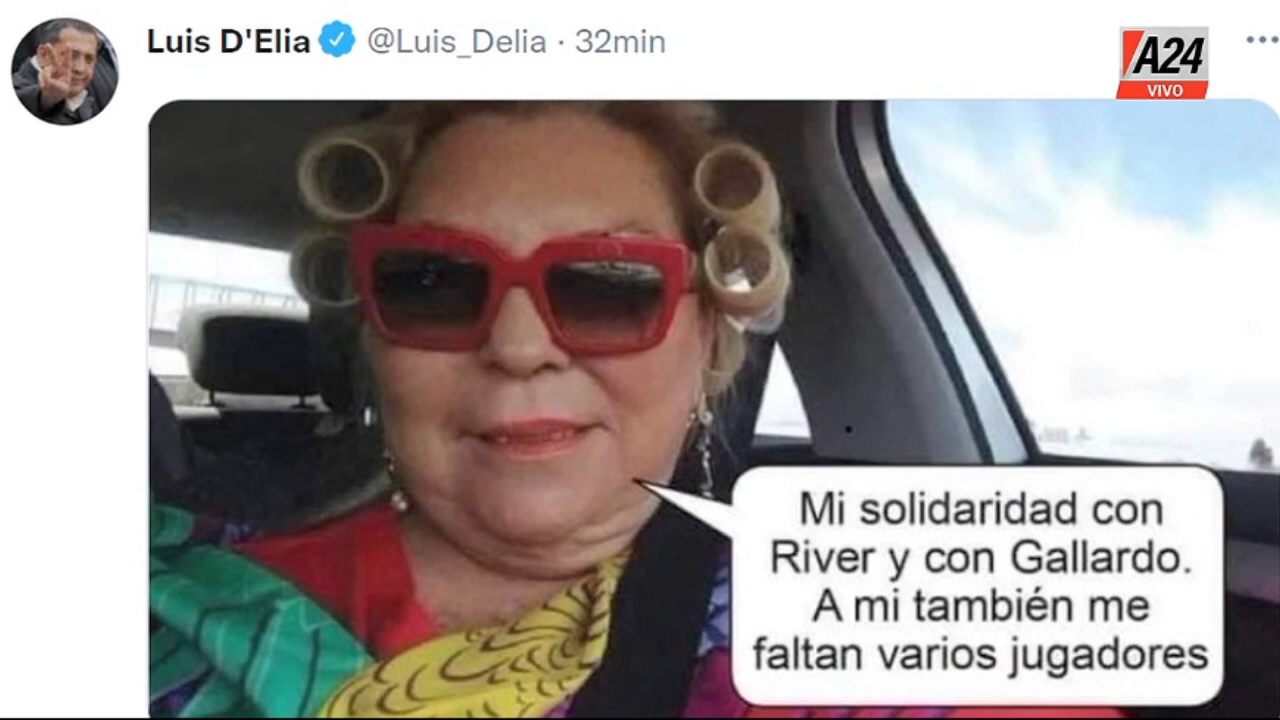 Luis D'Elia @Luis_Delia · 32min
A24
VIVO
Mi solidaridad con
River y con Gallardo.
A mi también me
faltan varios jugadores